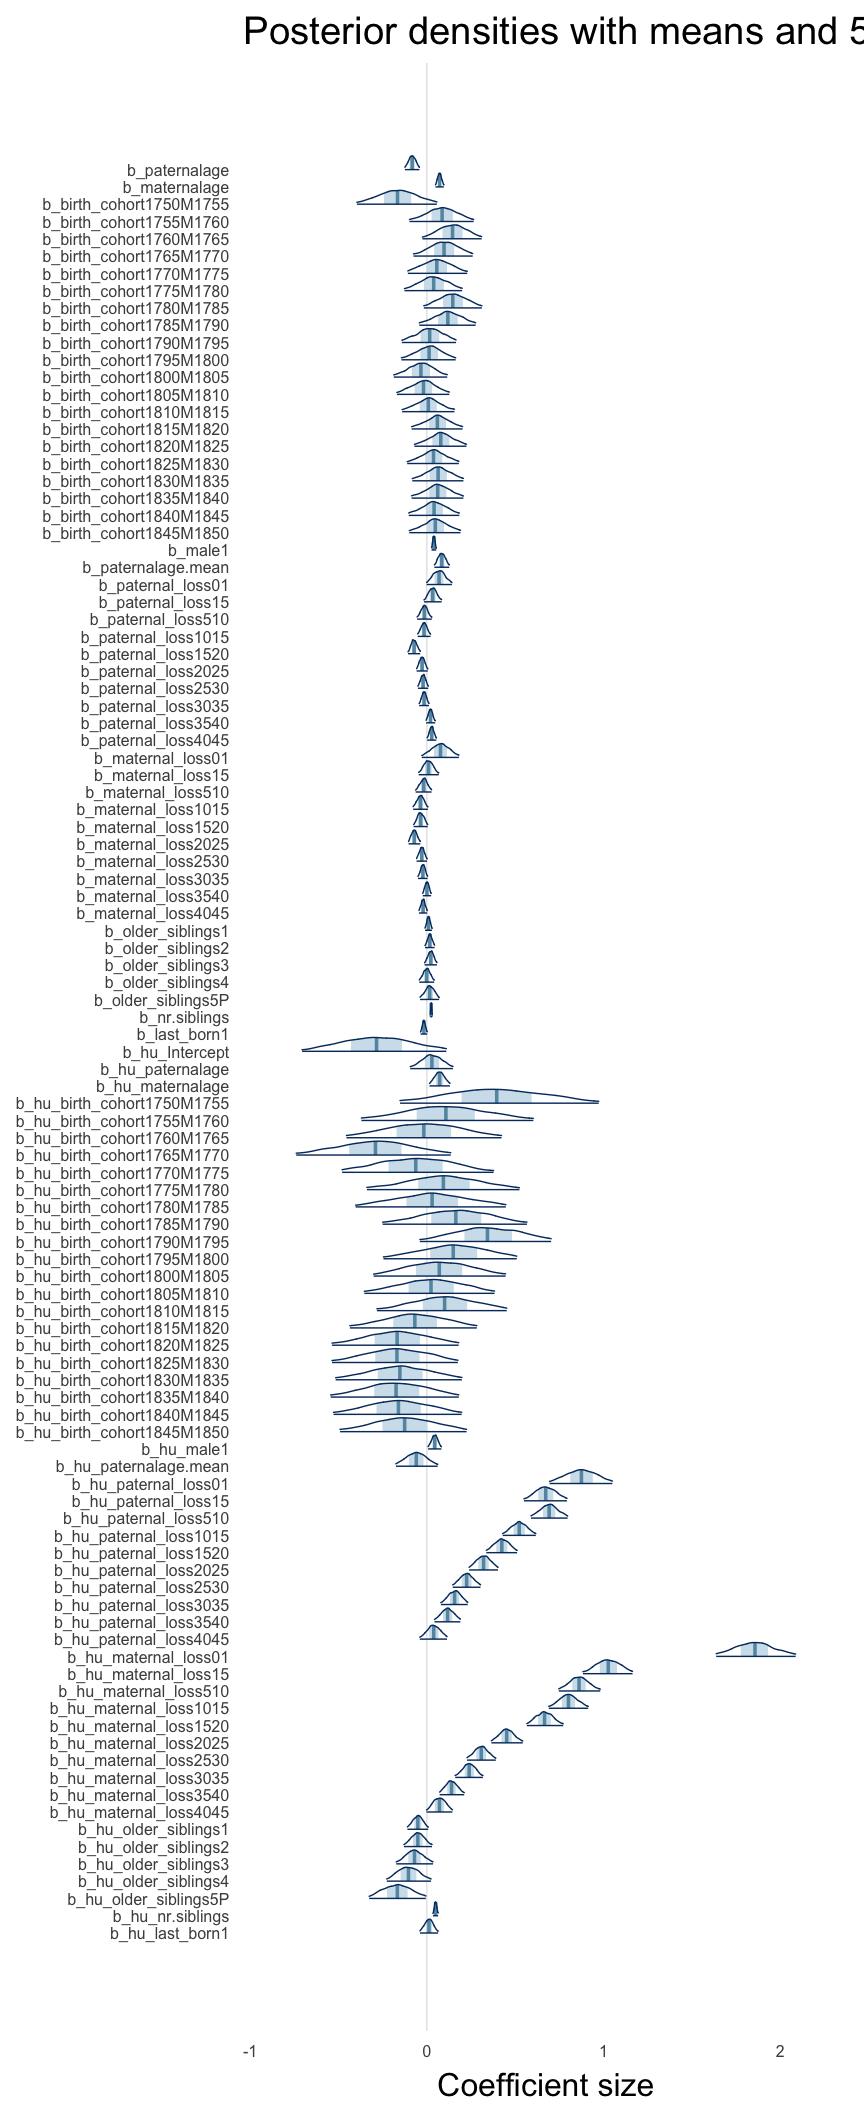 Posterior densities with means and 5
b_paternalage
b_maternalage
b_birth_cohort1750M1755
b_birth_cohort1755M1760
b_birth_cohort1760M1765
b_birth_cohort1765M1770
b_birth_cohort1770M1775
b_birth_cohort1775M1780
b_birth_cohort1780M1785
b_birth_cohort1785M1790
b_birth_cohort1790M1795
b_birth_cohort1795M1800
b_birth_cohort1800M1805
b_birth_cohort1805M1810
b_birth_cohort1810M1815
b_birth_cohort1815M1820
b_birth_cohort1820M1825
b_birth_cohort1825M1830
b_birth_cohort1830M1835
b_birth_cohort1835M1840
b_birth_cohort1840M1845
b_birth_cohort1845M1850
b_male1
b_paternalage.mean
b_paternal_loss01
b_paternal_loss15
b_paternal_loss510
b_paternal_loss1015
b_paternal_loss1520
b_paternal_loss2025
b_paternal_loss2530
b_paternal_loss3035
b_paternal_loss3540
b_paternal_loss4045
b_maternal_loss01
b_maternal_loss15
b_maternal_loss510
b_maternal_loss1015
b_maternal_loss1520
b_maternal_loss2025
b_maternal_loss2530
b_maternal_loss3035
b_maternal_loss3540
b_maternal_loss4045
b_older_siblings1
b_older_siblings2
b_older_siblings3
b_older_siblings4
b_older_siblings5P
b_nr.siblings
b_last_born1
b_hu_Intercept
b_hu_paternalage
b_hu_maternalage
b_hu_birth_cohort1750M1755
b_hu_birth_cohort1755M1760
b_hu_birth_cohort1760M1765
b_hu_birth_cohort1765M1770
b_hu_birth_cohort1770M1775
b_hu_birth_cohort1775M1780
b_hu_birth_cohort1780M1785
b_hu_birth_cohort1785M1790
b_hu_birth_cohort1790M1795
b_hu_birth_cohort1795M1800
b_hu_birth_cohort1800M1805
b_hu_birth_cohort1805M1810
b_hu_birth_cohort1810M1815
b_hu_birth_cohort1815M1820
b_hu_birth_cohort1820M1825
b_hu_birth_cohort1825M1830
b_hu_birth_cohort1830M1835
b_hu_birth_cohort1835M1840
b_hu_birth_cohort1840M1845
b_hu_birth_cohort1845M1850
b_hu_male1
b_hu_paternalage.mean
b_hu_paternal_loss01
b_hu_paternal_loss15
b_hu_paternal_loss510
b_hu_paternal_loss1015
b_hu_paternal_loss1520
b_hu_paternal_loss2025
b_hu_paternal_loss2530
b_hu_paternal_loss3035
b_hu_paternal_loss3540
b_hu_paternal_loss4045
b_hu_maternal_loss01
b_hu_maternal_loss15
b_hu_maternal_loss510
b_hu_maternal_loss1015
b_hu_maternal_loss1520
b_hu_maternal_loss2025
b_hu_maternal_loss2530
b_hu_maternal_loss3035
b_hu_maternal_loss3540
b_hu_maternal_loss4045
b_hu_older_siblings1
b_hu_older_siblings2
b_hu_older_siblings3
b_hu_older_siblings4
b_hu_older_siblings5P
b_hu_nr.siblings
b_hu_last_born1
-1 0 1 2
Coefficient size